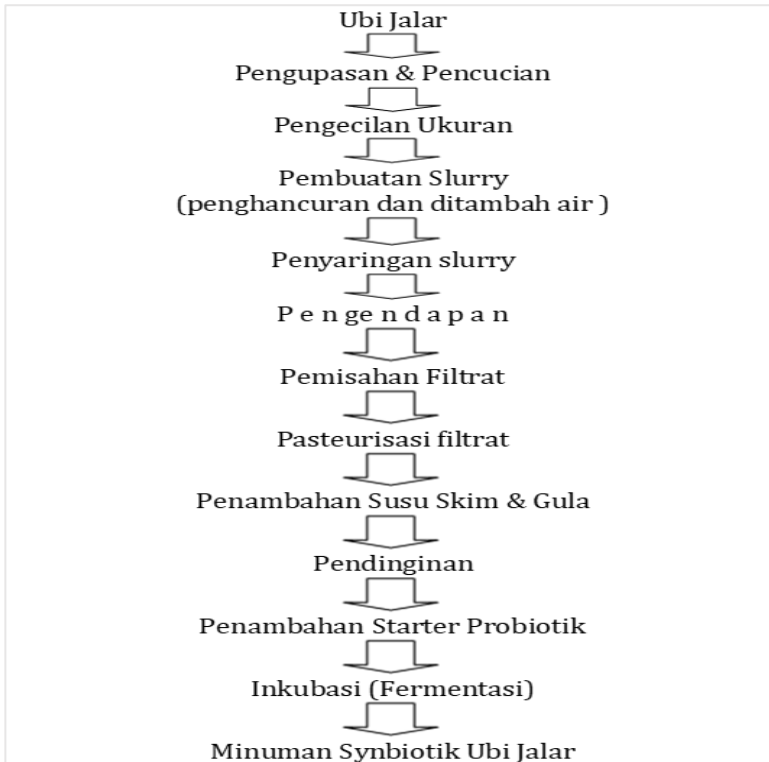 Ubi Jalar
Pengupasan & Pencucian
Pengecilan Ukuran
Pembuatan Slurry
(penghancuran dan ditambah air )
Penyaringan slurry
P e n ge n d a p a n
Pemisahan Filtrat
Pasteurisasi filtrat
Penambahan Susu Skim & Gula
Pendinginan
Penambahan Starter Probiotik
Inkubasi (Fermentasi)
Minuman Synbiotik Ubi Jalar